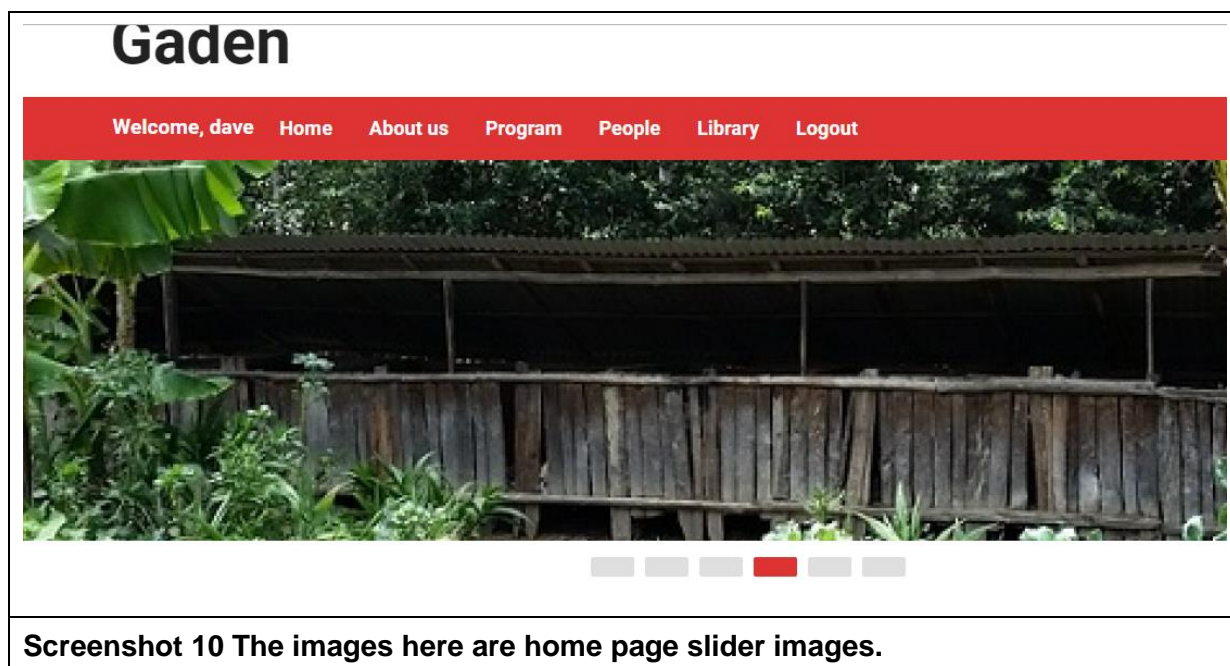 Gaden
Welcome, dave Home About us Program People Library Logout
Screenshot 10 The images here are home page slider images.